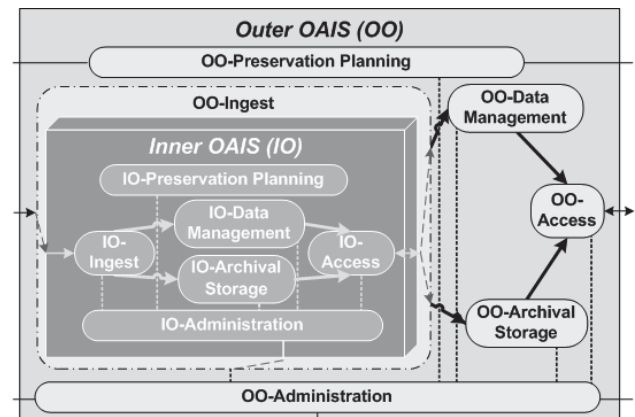 Outer OAIS (OO)
OO-Preservation Planning
OO-Ingest
OO-Data
Management
Inner OAIS (IO)
IO-Preservation Planning
IO-Data
Management
OO-
Access
IO-
Ingest
IO-
Access
IO-Archival
Storage
OO-Archival
Storage
IO-Administration
OO-Administration